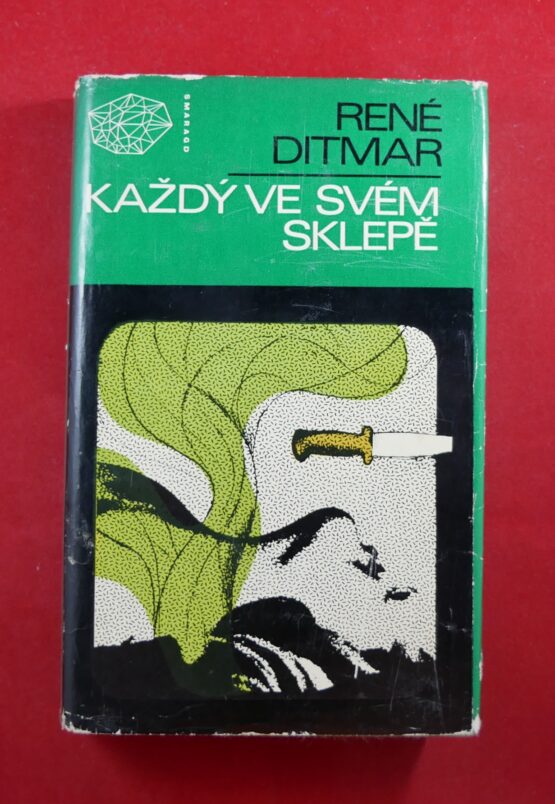 SMARAGD
RENÉ
DITMAR
KAŽDÝ VE SVÉM
SKLEPĚ